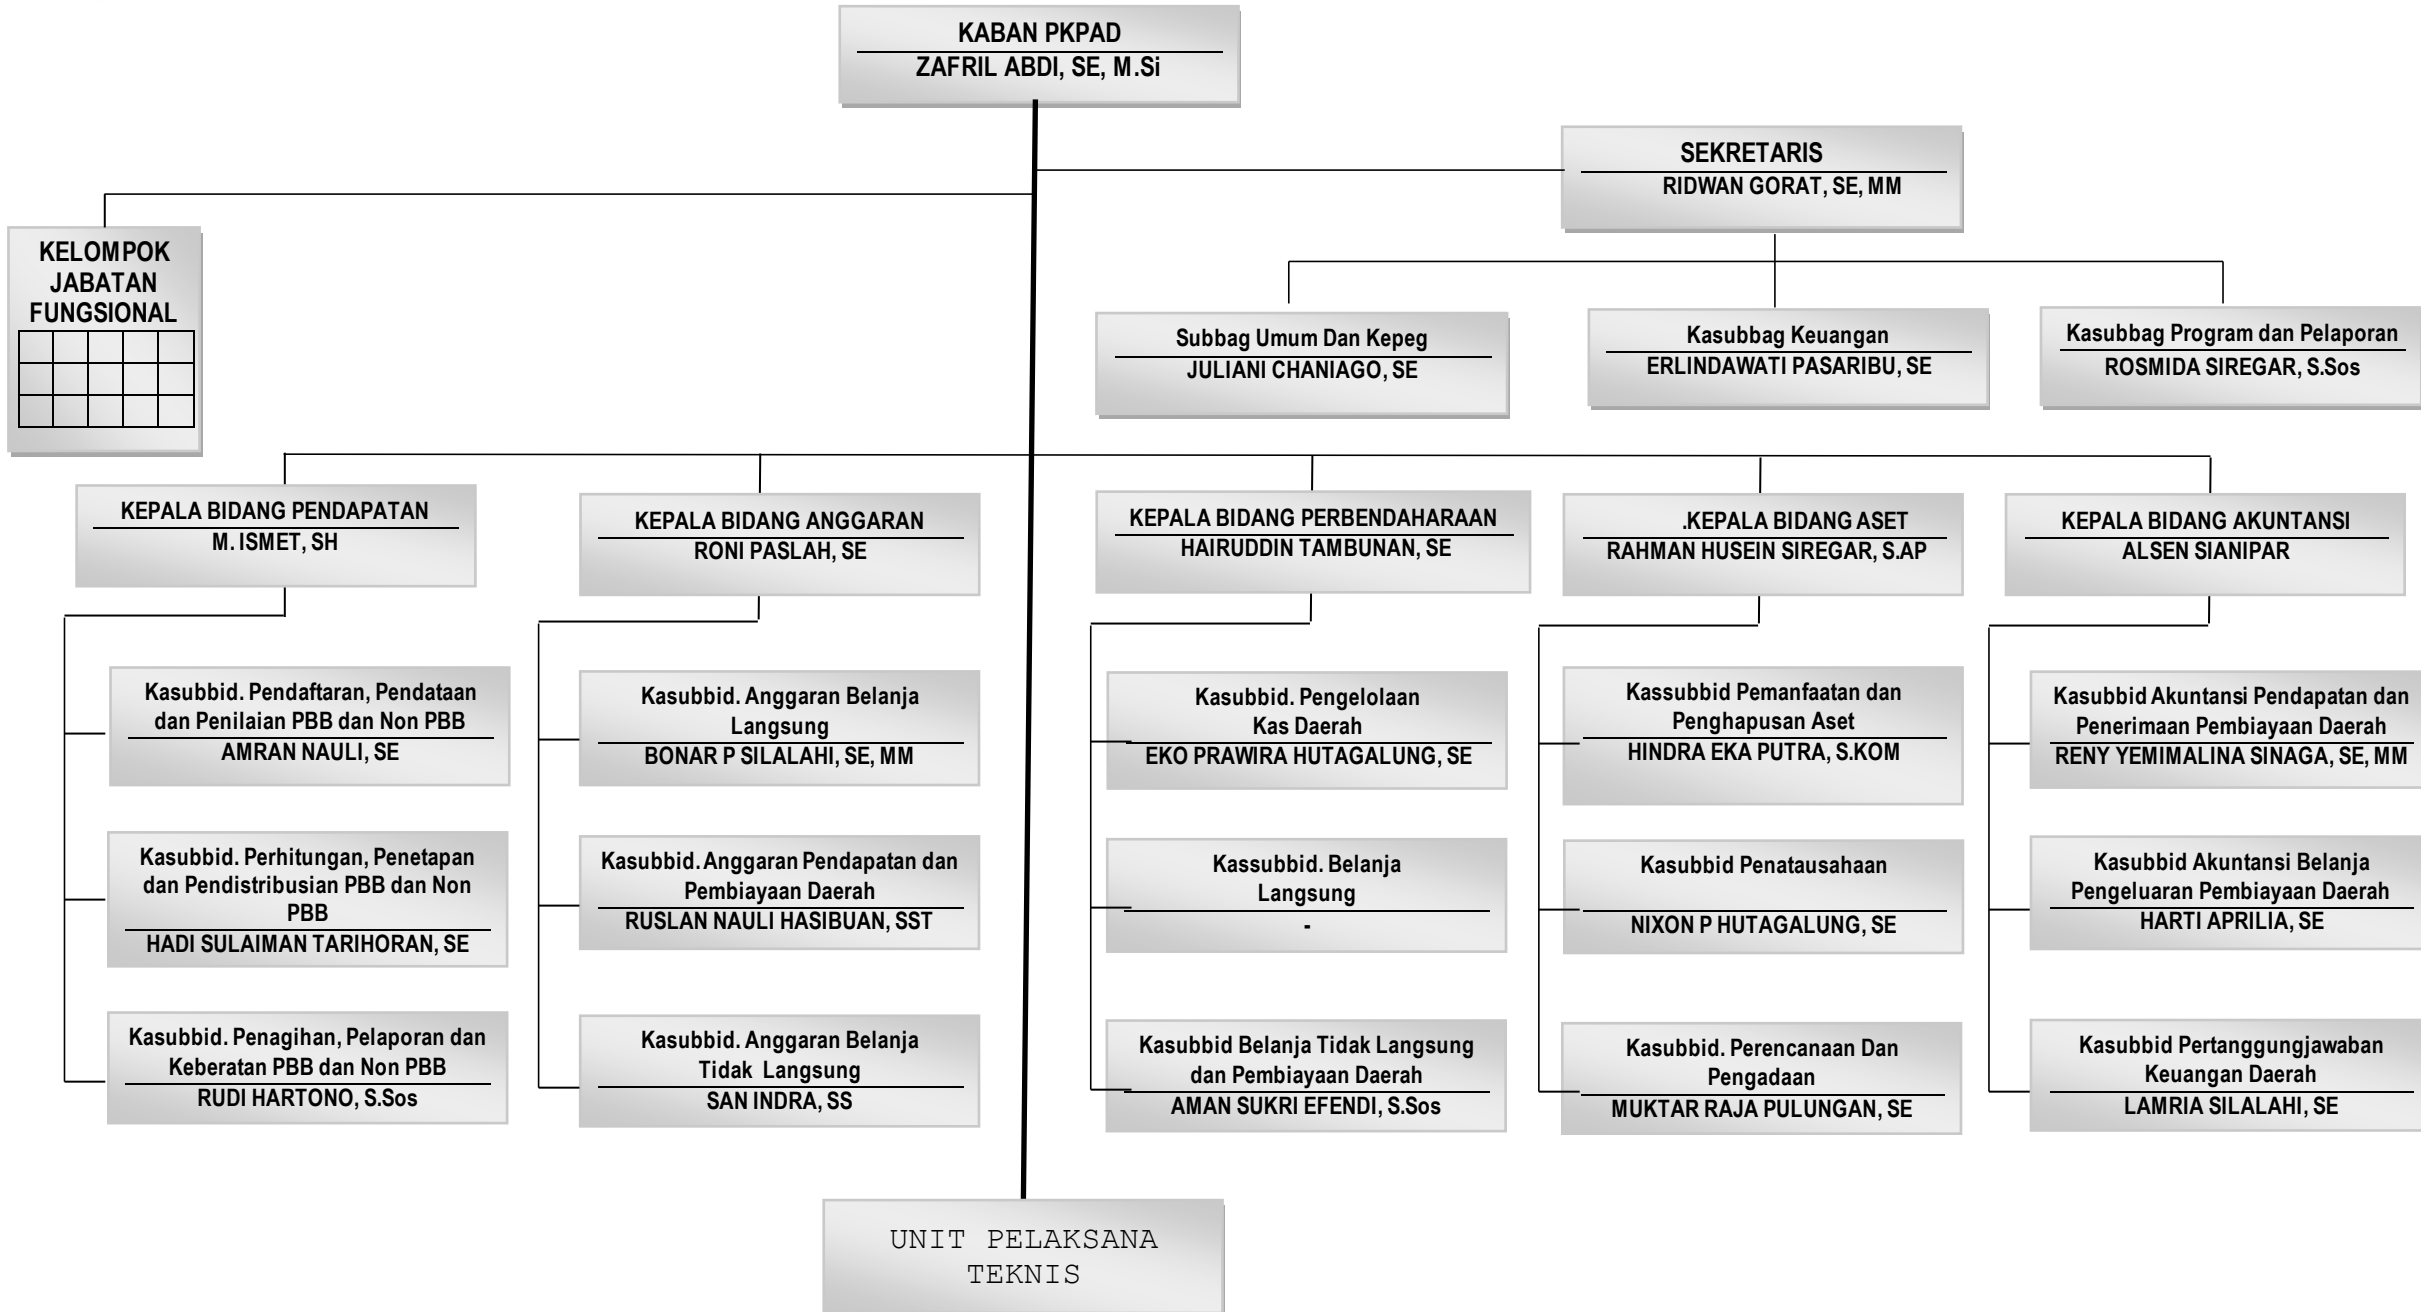 KABAN PKPAD
ZAFRIL ABDI, SE, M.Si
SEKRETARIS
RIDWAN GORAT, SE, MM
KELOMPOK
JABATAN
FUNGSIONAL
Subbag Umum Dan Kepeg
JULIANI CHANIAGO, SE
Kasubbag Keuangan
ERLINDAWATI PASARIBU, SE
Kasubbag Program dan Pelaporan
ROSMIDA SIREGAR, S.Sos
KEPALA BIDANG PENDAPATAN
M. ISMET, SH
KEPALA BIDANG ANGGARAN
RONI PASLAH, SE
KEPALA BIDANG PERBENDAHARAAN
HAIRUDDIN TAMBUNAN, SE
.KEPALA BIDANG ASET
RAHMAN HUSEIN SIREGAR, S.AP
KEPALA BIDANG AKUNTANSI
ALSEN SIANIPAR
Kasubbid. Pendaftaran, Pendataan
dan Penilaian PBB dan Non PBB
AMRAN NAULI, SE
Kasubbid. Anggaran Belanja
Langsung
BONAR P SILALAHI, SE, MM
Kasubbid. Pengelolaan
Kas Daerah
EKO PRAWIRA HUTAGALUNG, SE
Kassubbid Pemanfaatan dan
Penghapusan Aset
HINDRA EKA PUTRA, S.KOM
Kasubbid Akuntansi Pendapatan dan
Penerimaan Pembiayaan Daerah
RENY YEMIMALINA SINAGA, SE, MM
Kasubbid. Perhitungan, Penetapan
dan Pendistribusian PBB dan Non
PBB
HADI SULAIMAN TARIHORAN, SE
Kasubbid. Anggaran Pendapatan dan
Pembiayaan Daerah
RUSLAN NAULI HASIBUAN, SST
Kassubbid. Belanja
Langsung
-
Kasubbid Penatausahaan
NIXON P HUTAGALUNG, SE
Kasubbid Akuntansi Belanja
Pengeluaran Pembiayaan Daerah
HARTI APRILIA, SE
Kasubbid. Penagihan, Pelaporan dan
Keberatan PBB dan Non PBB
RUDI HARTONO, S.Sos
Kasubbid. Anggaran Belanja
Tidak Langsung
SAN INDRA, SS
Kasubbid Belanja Tidak Langsung
dan Pembiayaan Daerah
AMAN SUKRI EFENDI, S.Sos
Kasubbid. Perencanaan Dan
Pengadaan
MUKTAR RAJA PULUNGAN, SE
Kasubbid Pertanggungjawaban
Keuangan Daerah
LAMRIA SILALAHI, SE
UNIT PELAKSANA
TEKNIS